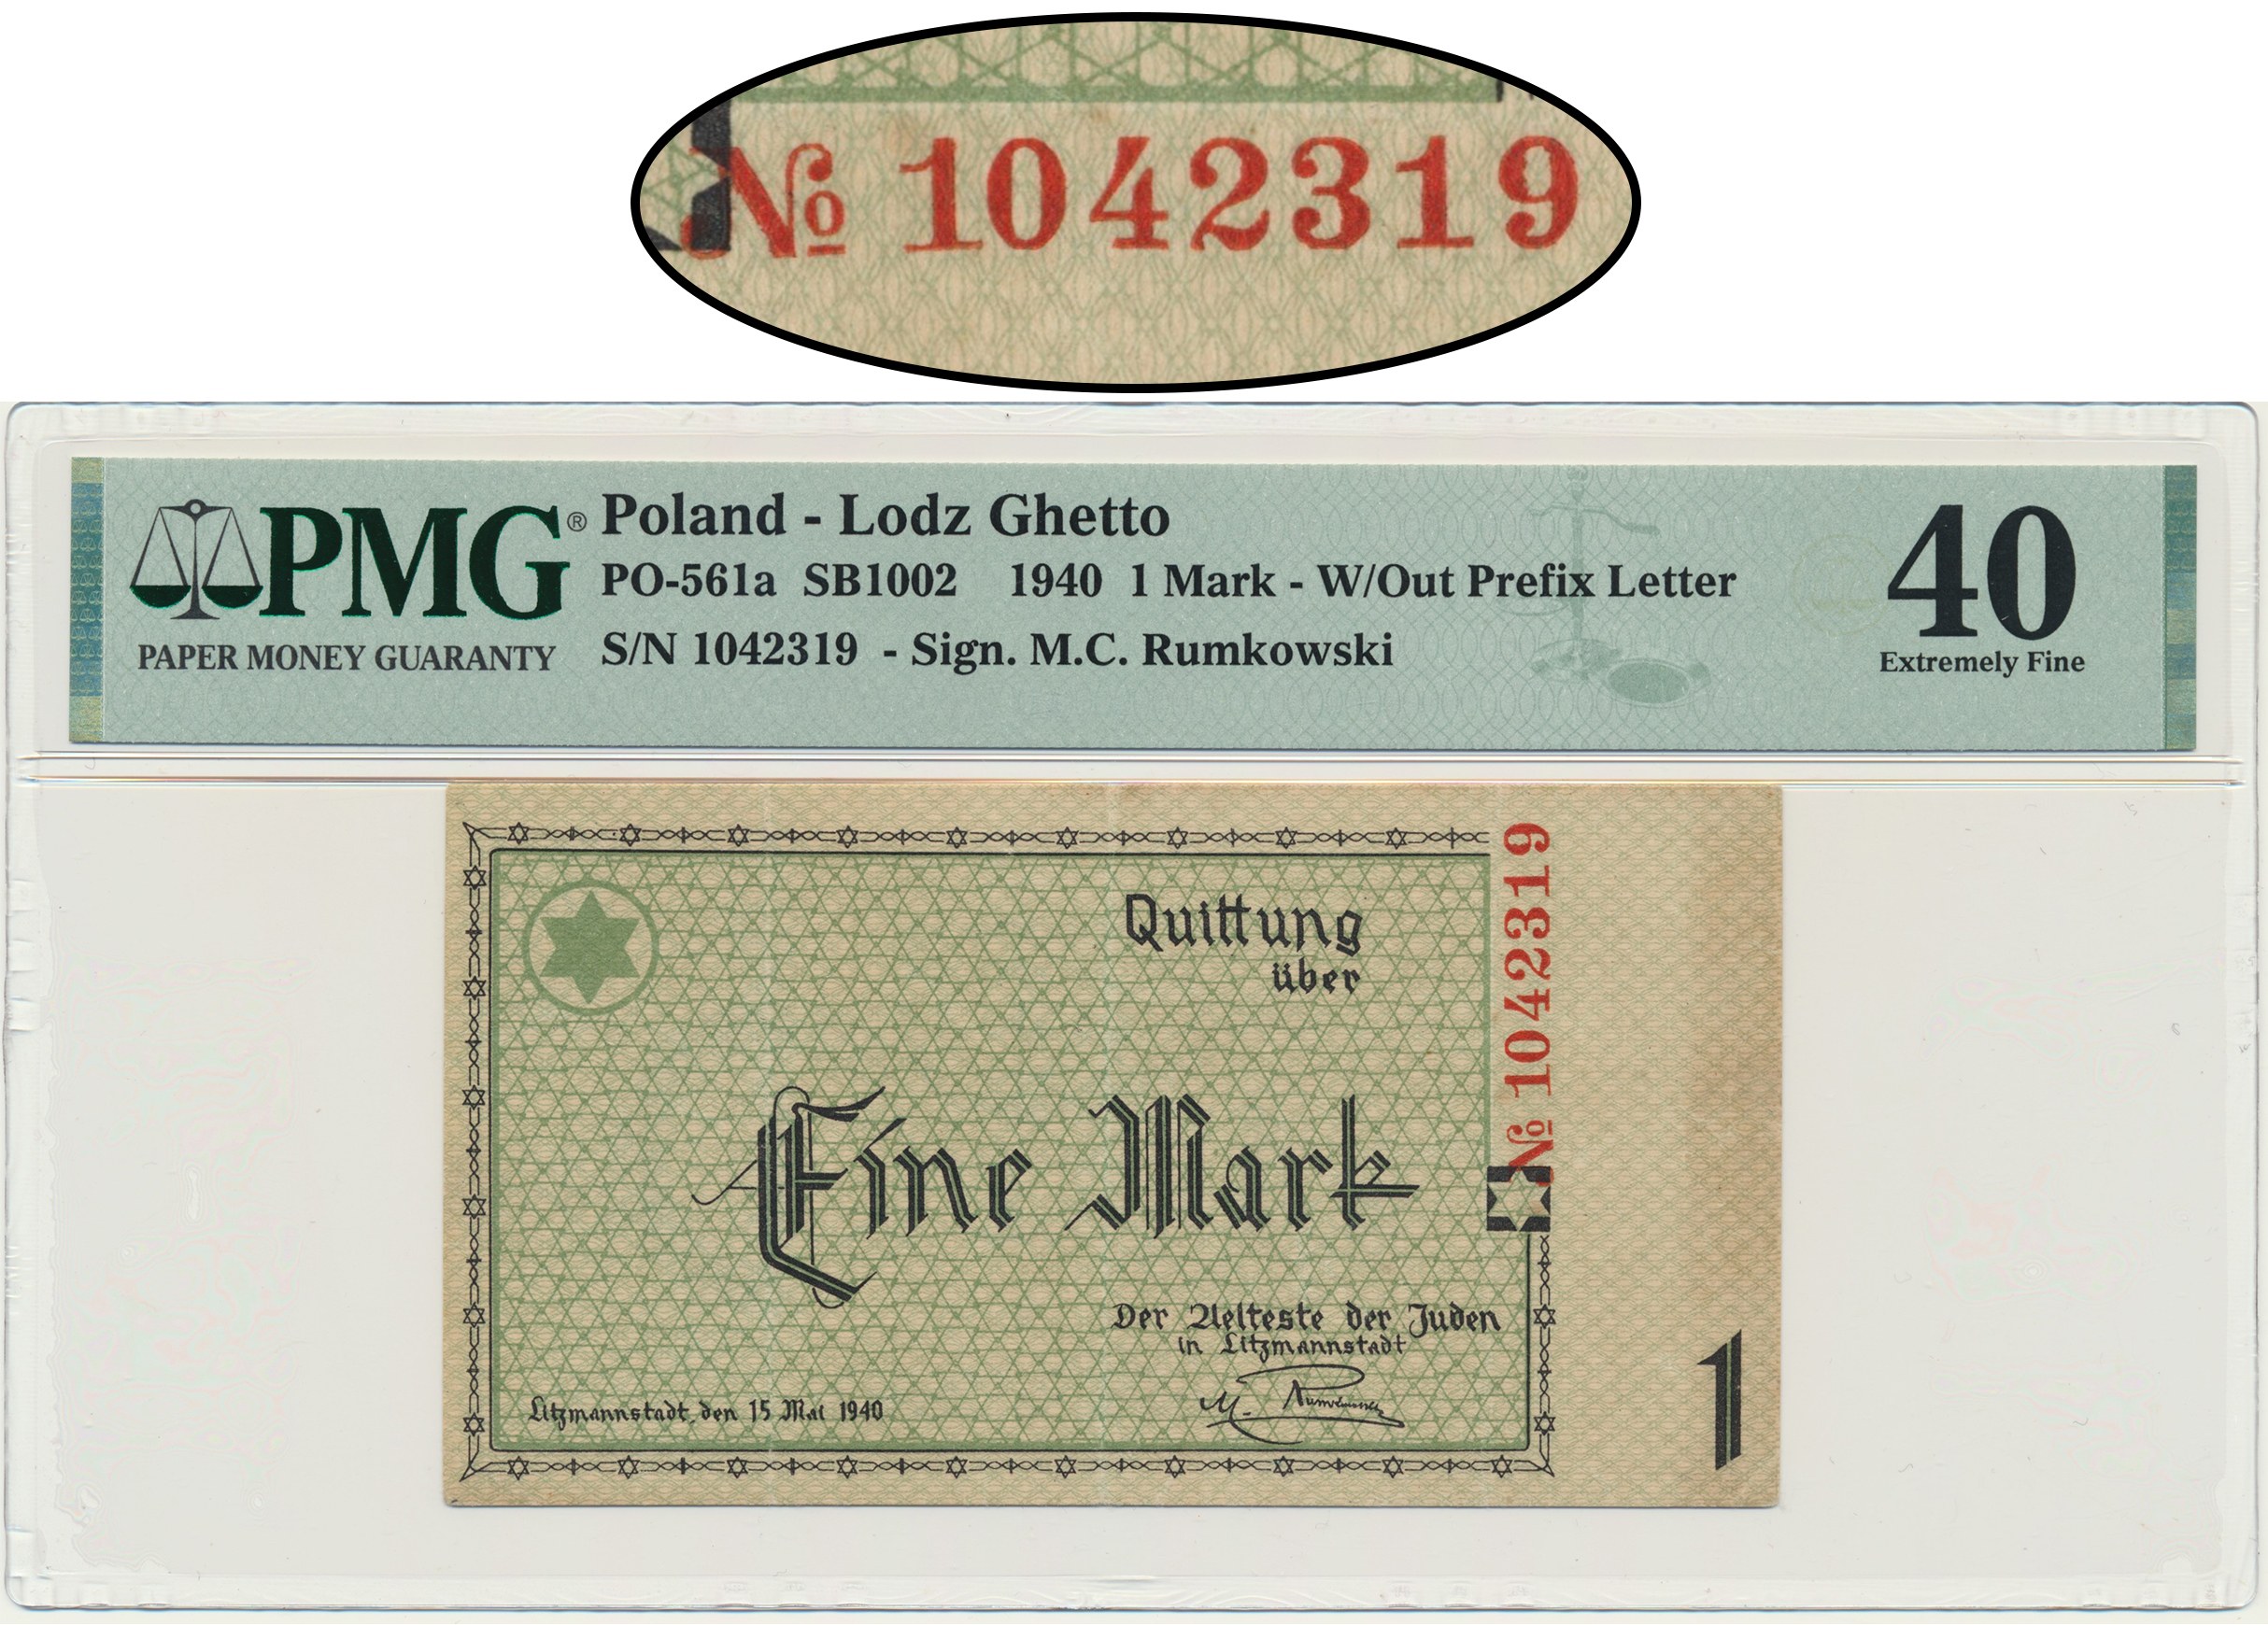 № 1042319
PMG®
PAPER MONEY GUARANTY
Poland - Lodz Ghetto
PO-561a SB1002 1940 1 Mark - W/Out Prefix Letter
S/N 1042319 - Sign. M.C. Rumkowski
40
Extremely Fine
Quittung
über
Eine Mark
№ 1042319
Der Aelteste der Juden
in Litzmannstadt
Litzmannstadt, den 15 Mai 1940
M. Rumkowski
1